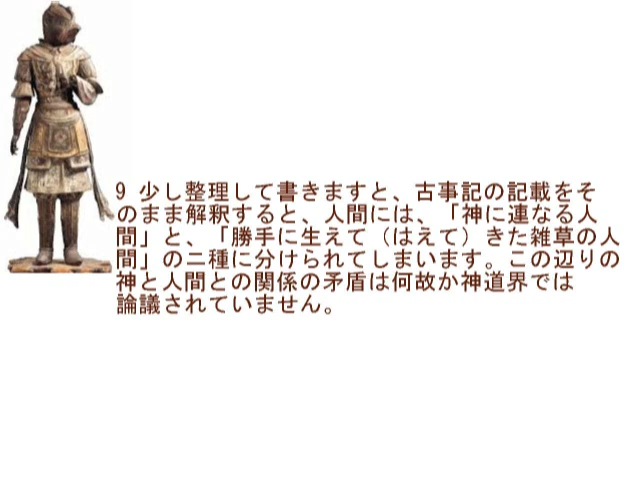 9 少し整理して書きますと、古事記の記載をそ
のまま解釈すると、人間には、「神に連なる人
間」と、「勝手に生えて（はえて）きた雑草の人
間」の二種に分けられてしまいます。この辺りの
神と人間との関係の矛盾は何故か神道界では
論議されていません。